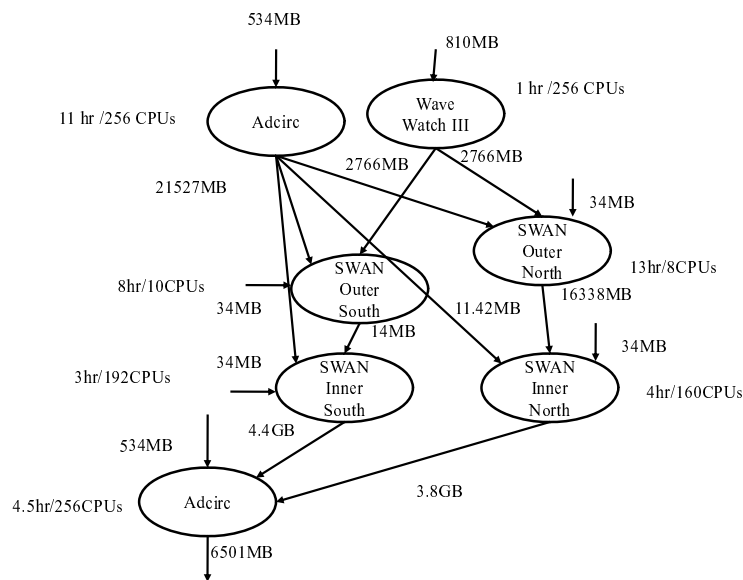 534MB
810MB
1 hr /256 CPUs
Wave
Watch III
11 hr /256 CPUs
Adcirc
2766MB
2766MB
21527MB
34MB
SWAN
Outer
North
13hr/8CPUs
SWAN
Outer
South
8hr/10CPUs
34MB
11.42MB
16338MB
14MB
34MB
34MB
3hr/192CPUs
SWAN
Inner
South
SWAN
Inner
North
4hr/160CPUs
4.4GB
534MB
3.8GB
4.5hr/256CPUs
Adcirc
6501MB